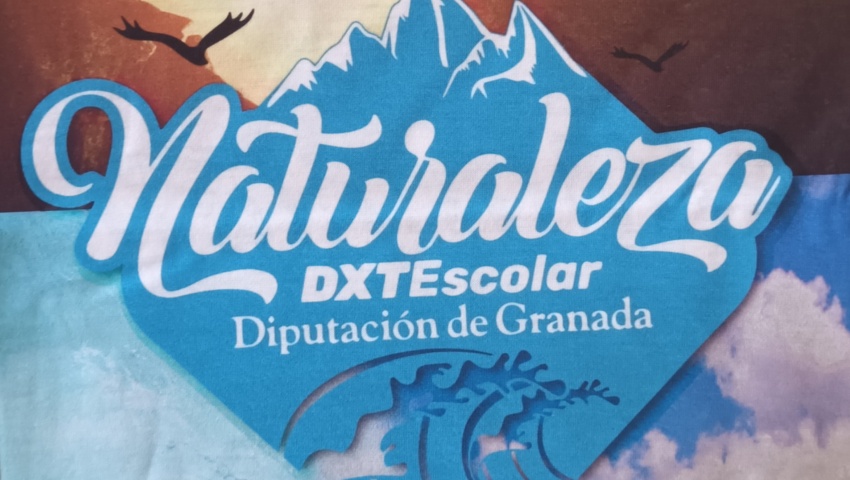 Naturaleza
DXTEscolar
Diputación de Granada